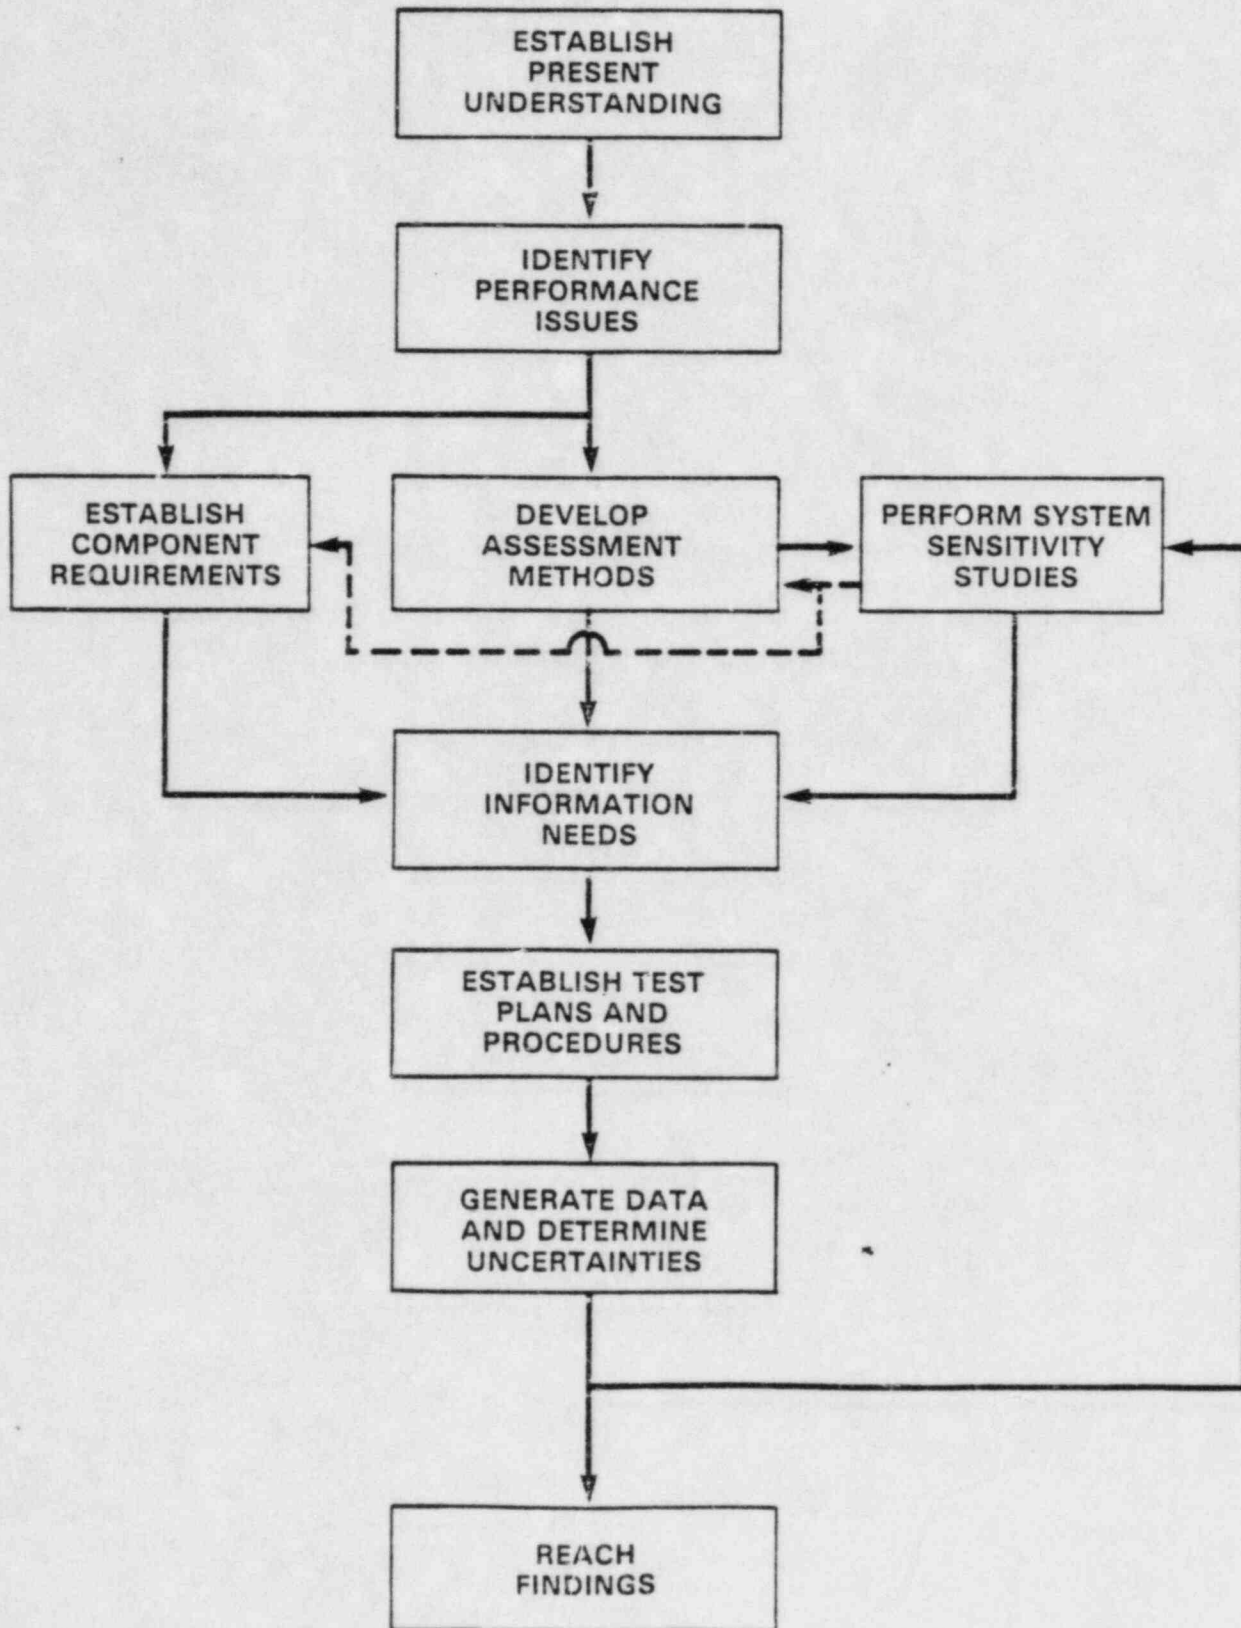 ESTABLISH
PRESENT
UNDERSTANDING
IDENTIFY
PERFORMANCE
ISSUES
ESTABLISH
COMPONENT
REQUIREMENTS
DEVELOP
ASSESSMENT
METHODS
PERFORM SYSTEM
SENSITIVITY
STUDIES
IDENTIFY
INFORMATION
NEEDS
ESTABLISH TEST
PLANS AND
PROCEDURES
GENERATE DATA
AND DETERMINE
UNCERTAINTIES
REACH
FINDINGS